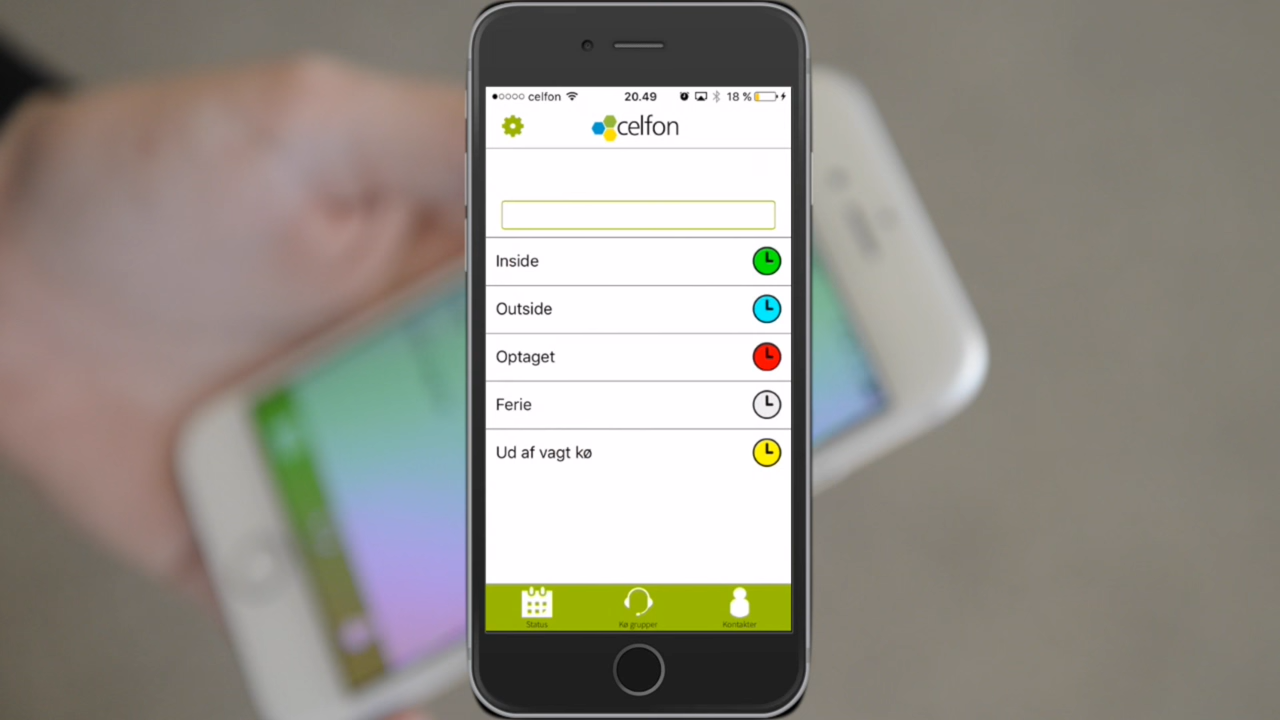 celfon 20.49 18 %
celfon
Inside
Outside
Optaget
Ferie
Ud af vagt kø
Status Kø grupper Kontakter